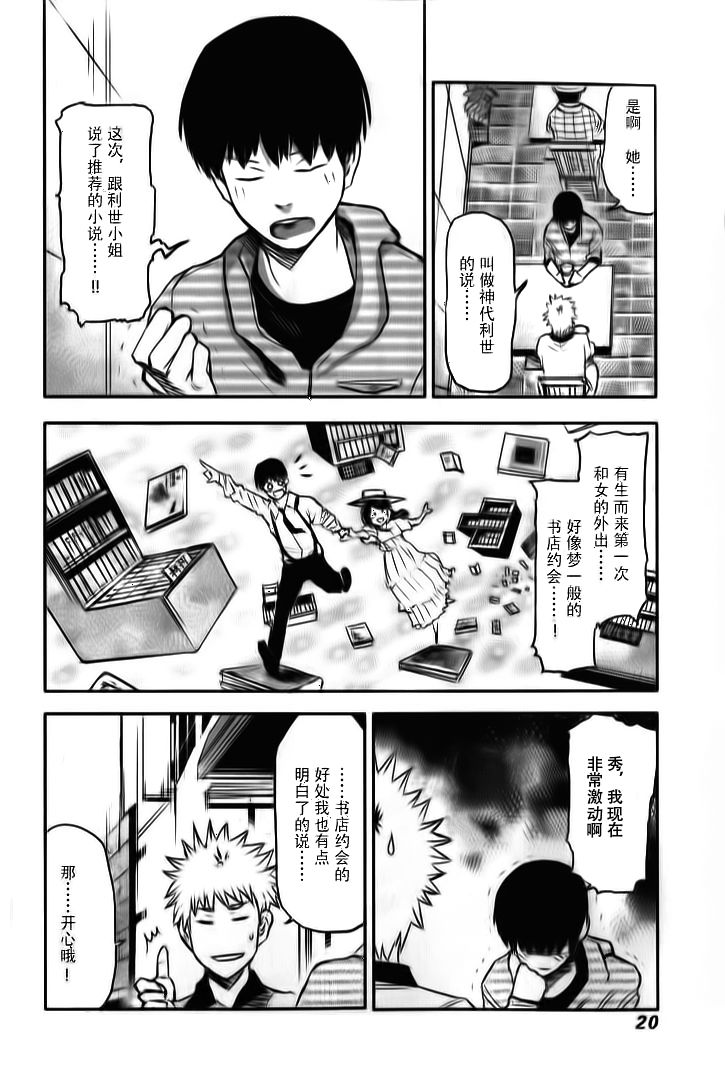 是啊 她……
叫做神代利世
的说……
这次，跟利世小姐
说了推荐的小说……!!
有生而来第一次
和女的外出……
好像梦一般的
书店约会……！
秀，我现在
非常激动啊
……书店约会的
好处我也有点
明白了的说……
那……开心哦！
20